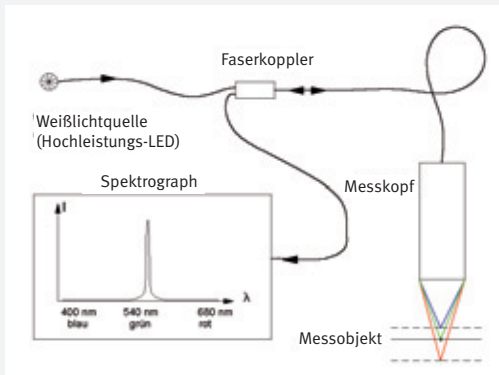 Faserkoppler
Weißlichtquelle
(Hochleistungs-LED)
Spektrograph
Messkopf
I
λ
400 nm 540 nm 680 nm
blau grün rot
Messobjekt